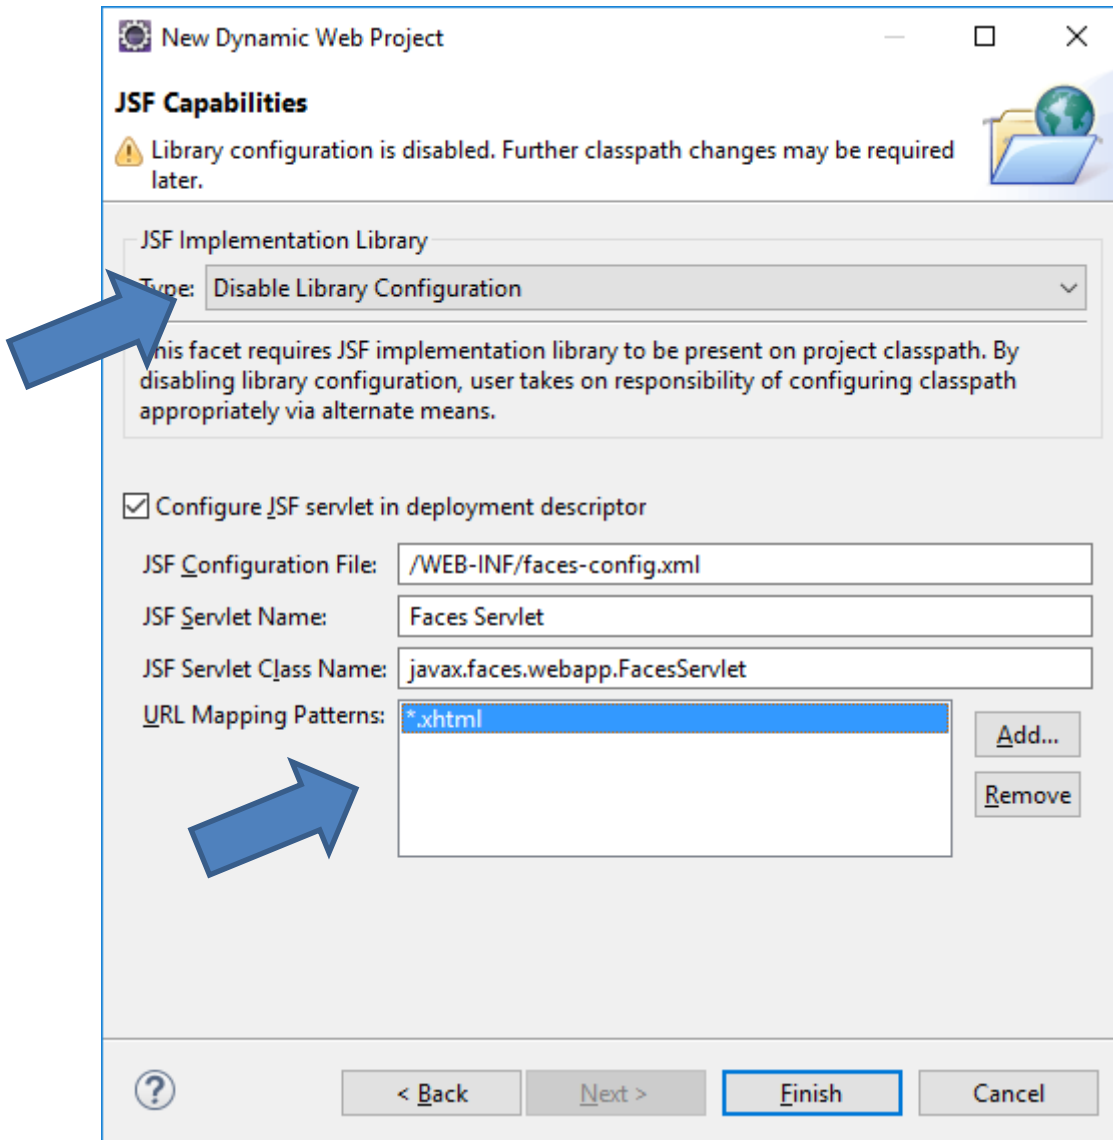 New Dynamic Web Project
JSF Capabilities
Library configuration is disabled. Further classpath changes may be required
later.
JSF Implementation Library
Type: Disable Library Configuration
This facet requires JSF implementation library to be present on project classpath. By
disabling library configuration, user takes on responsibility of configuring classpath
appropriately via alternate means.
Configure JSF servlet in deployment descriptor
JSF Configuration File: /WEB-INF/faces-config.xml
JSF Servlet Name: Faces Servlet
JSF Servlet Class Name: javax.faces.webapp.FacesServlet
URL Mapping Patterns: *.xhtml
Add...
Remove
? < Back Next > Finish Cancel